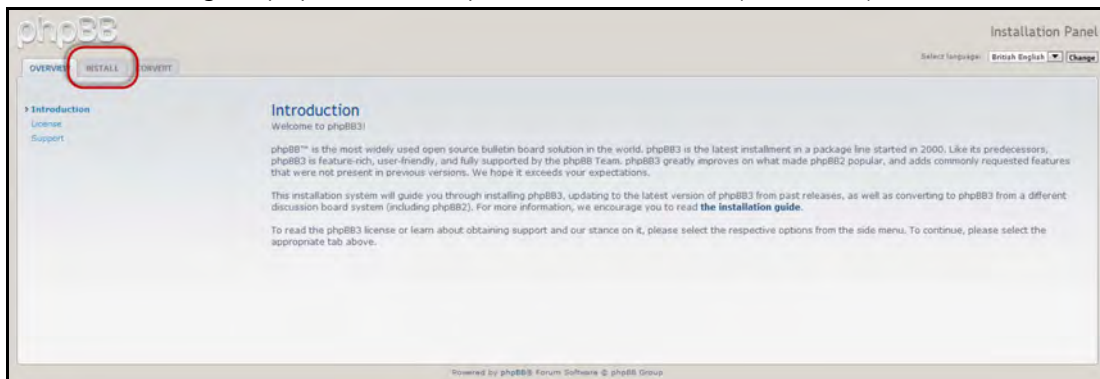 phpBB
Installation Panel
Select language: British English Change
OVERVIEW INSTALL CONVERT
Introduction
License
Support
Introduction
Welcome to phpBB3!
phpBB™ is the most widely used open source bulletin board solution in the world. phpBB3 is the latest installment in a package line started in 2000. Like its predecessors,
phpBB3 is feature-rich, user-friendly, and fully supported by the phpBB Team. phpBB3 greatly improves on what made phpBB2 popular, and adds commonly requested features
that were not present in previous versions. We hope it exceeds your expectations.
This installation system will guide you through installing phpBB3, updating to the latest version of phpBB3 from past releases, as well as converting to phpBB3 from a different
discussion board system (including phpBB2). For more information, we encourage you to read the installation guide.
To read the phpBB3 license or learn about obtaining support and our stance on it, please select the respective options from the side menu. To continue, please select the
appropriate tab above.
Powered by phpBB® Forum Software © phpBB Group